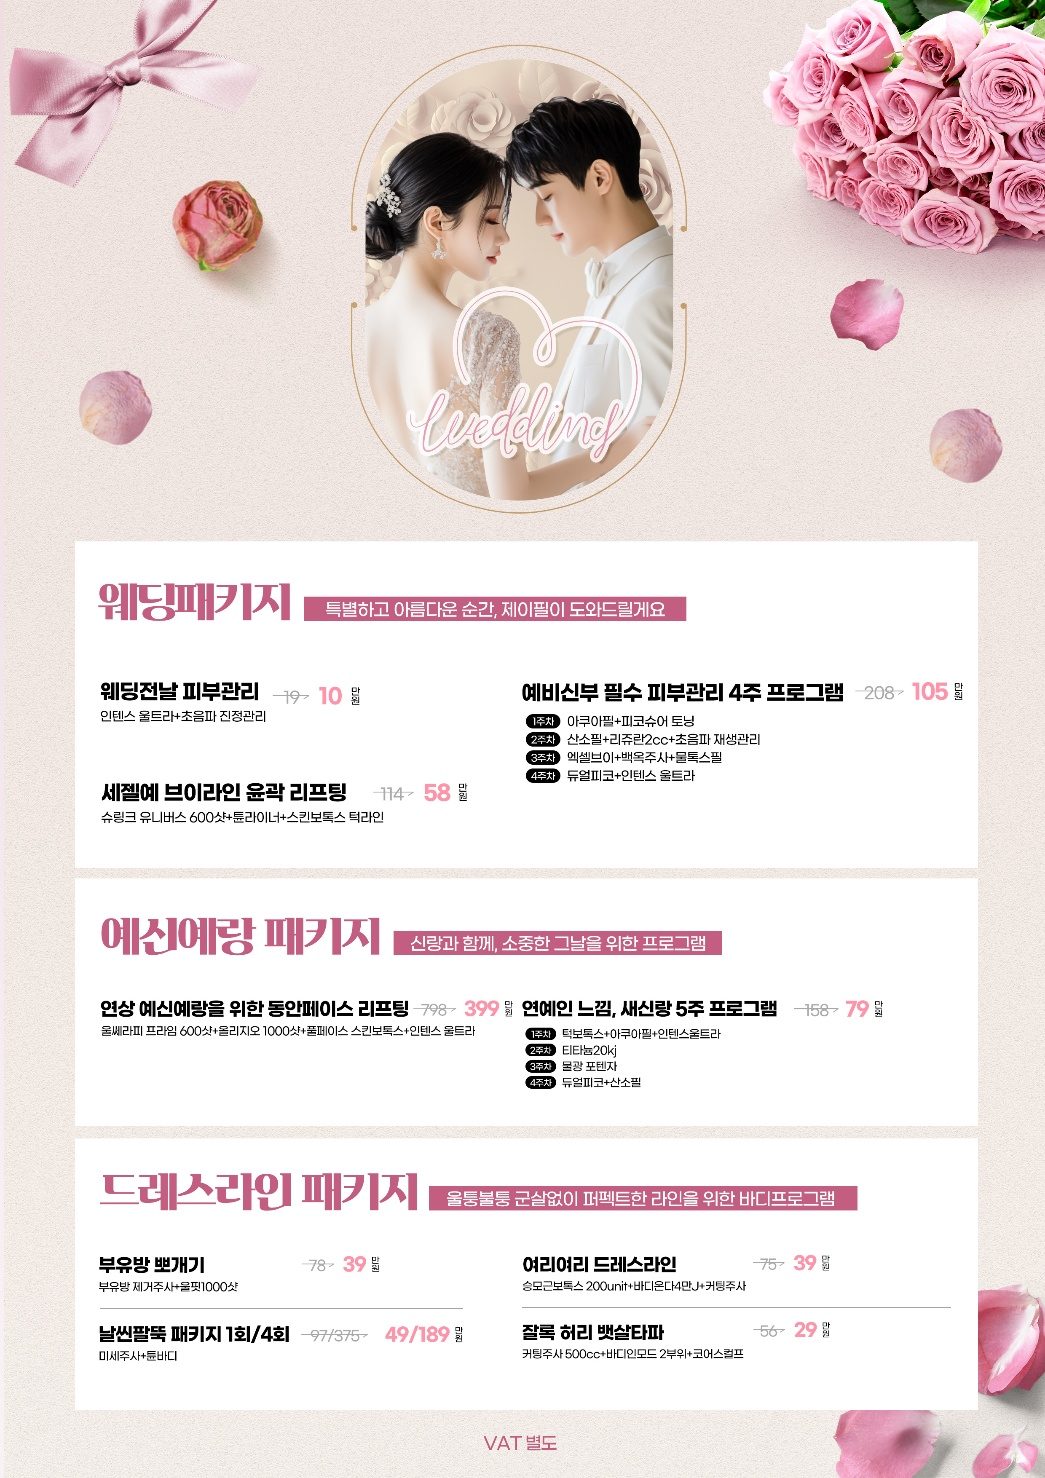 wedding
웨딩패키지 특별하고 아름다운 순간, 제이필이 도와드릴게요
웨딩전날 피부관리 19 10 만원
인텐스 울트라+초음파 진정관리
세젤예 브이라인 윤곽 리프팅 114 58 만원
슈링크 유니버스 600샷+튠라이너+스킨보톡스 턱라인
예비신부 필수 피부관리 4주 프로그램 208 105 만원
1주차 아쿠아필+피코슈어 토닝
2주차 산소필+리쥬란2cc+초음파 재생관리
3주차 엑셀브이+백옥주사+물톡스필
4주차 듀얼피코+인텐스 울트라
예신예랑 패키지 신랑과 함께, 소중한 그날을 위한 프로그램
연상 예신예랑을 위한 동안페이스 리프팅 798 399 만원
울쎄라피 프라임 600샷+올리지오 1000샷+풀페이스 스킨보톡스+인텐스 울트라
연예인 느낌, 새신랑 5주 프로그램 158 79 만원
1주차 턱보톡스+아쿠아필+인텐스울트라
2주차 티타늄20kj
3주차 물광 포텐자
4주차 듀얼피코+산소필
드레스라인 패키지 울퉁불퉁 군살없이 퍼펙트한 라인을 위한 바디프로그램
부유방 뽀개기 78 39 만원
부유방 제거주사+울핏1000샷
날씬팔뚝 패키지 1회/4회 97/375 49/189 만원
미세주사+튠바디
여리여리 드레스라인 75 39 만원
승모근보톡스 200unit+바디온다4만J+커팅주사
잘록 허리 뱃살타파 56 29 만원
커팅주사 500cc+바디인모드 2부위+코어스컬프
VAT 별도